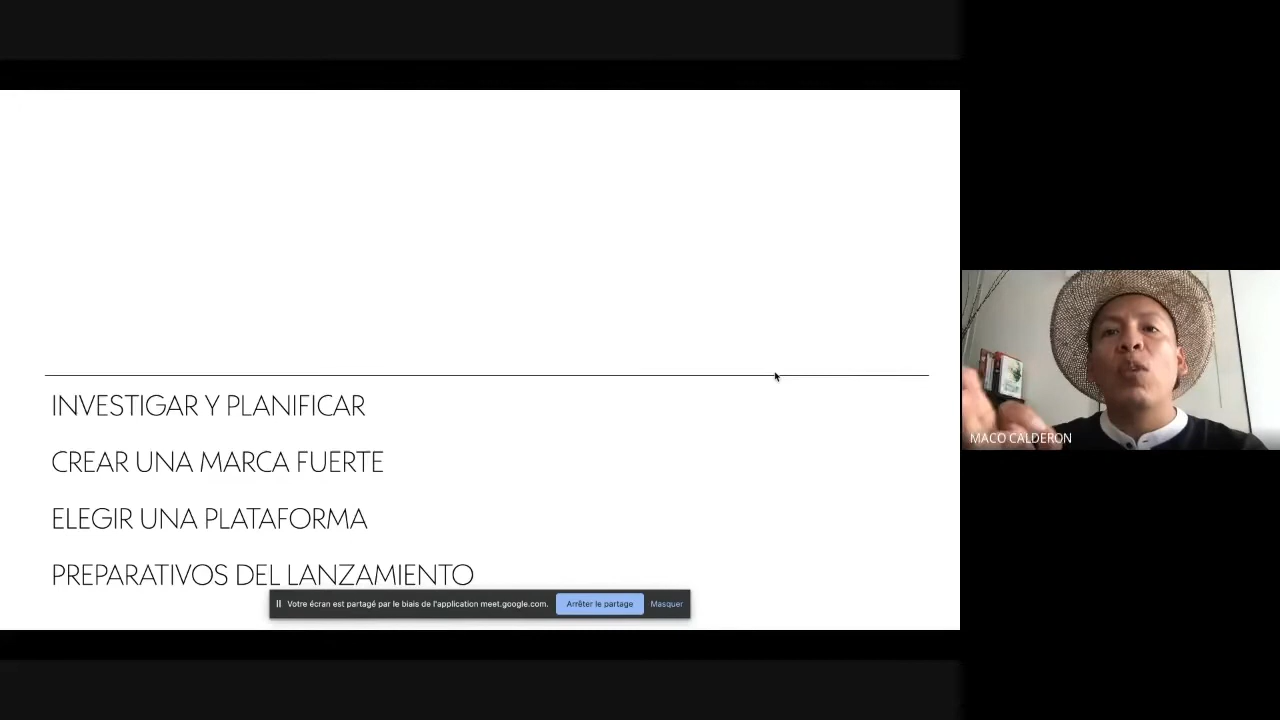 INVESTIGAR Y PLANIFICAR
CREAR UNA MARCA FUERTE
ELEGIR UNA PLATAFORMA
PREPARATIVOS DEL LANZAMIENTO
Votre écran est partagé par le biais de l'application meet.google.com. Arrêter le partage Masquer
MACO CALDERON